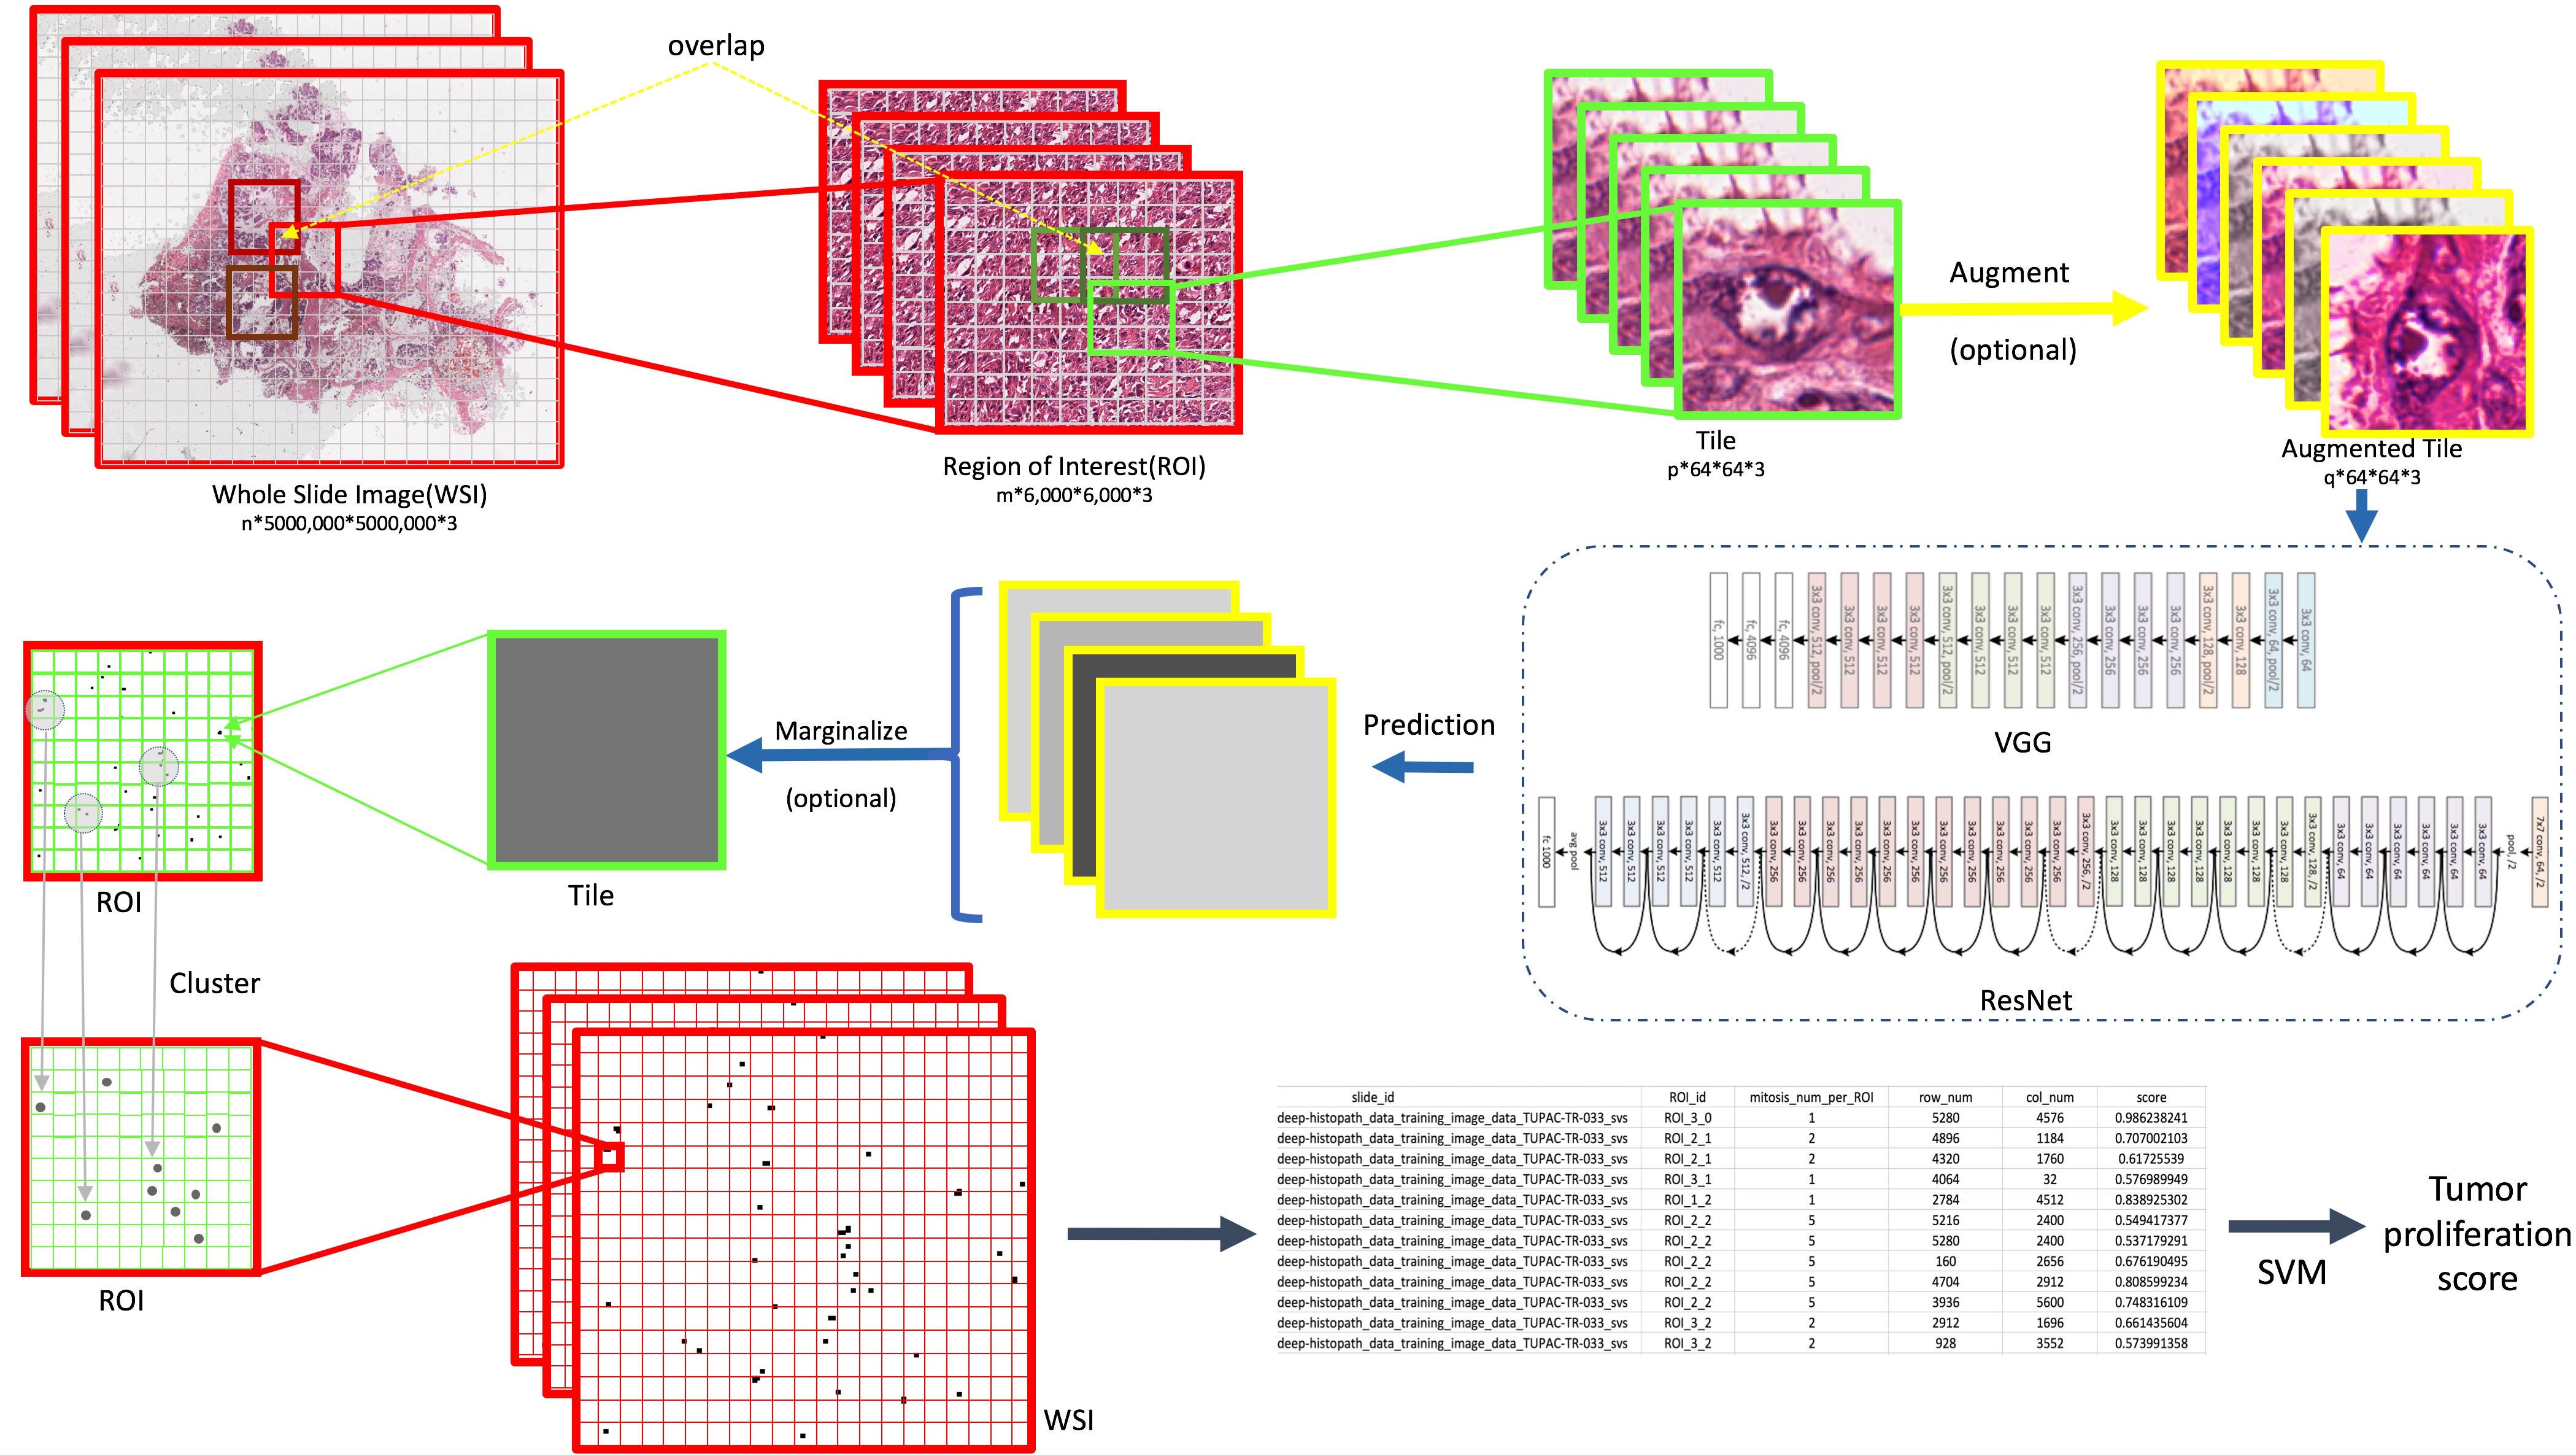 overlap
Whole Slide Image(WSI)
n*5000,000*5000,000*3
Region of Interest(ROI)
m*6,000*6,000*3
Tile
p*64*64*3
Augment
(optional)
Augmented Tile
q*64*64*3
fc, 1000
fc, 4096
fc, 4096
3x3 conv, 512, pool/2
3x3 conv, 512
3x3 conv, 512
3x3 conv, 512
3x3 conv, 512, pool/2
3x3 conv, 512
3x3 conv, 512
3x3 conv, 512
3x3 conv, 256, pool/2
3x3 conv, 256
3x3 conv, 256
3x3 conv, 256
3x3 conv, 128, pool/2
3x3 conv, 128
3x3 conv, 64, pool/2
3x3 conv, 64
VGG
fc 1000
avg pool
3x3 conv, 512
3x3 conv, 512
3x3 conv, 512
3x3 conv, 512
3x3 conv, 512
3x3 conv, 512, /2
3x3 conv, 256
3x3 conv, 256
3x3 conv, 256
3x3 conv, 256
3x3 conv, 256
3x3 conv, 256
3x3 conv, 256
3x3 conv, 256
3x3 conv, 256
3x3 conv, 256
3x3 conv, 256
3x3 conv, 256, /2
3x3 conv, 128
3x3 conv, 128
3x3 conv, 128
3x3 conv, 128
3x3 conv, 128
3x3 conv, 128
3x3 conv, 128
3x3 conv, 128, /2
3x3 conv, 64
3x3 conv, 64
3x3 conv, 64
3x3 conv, 64
3x3 conv, 64
3x3 conv, 64
pool, /2
7x7 conv, 64, /2
ResNet
Prediction
Marginalize
(optional)
Tile
ROI
Cluster
ROI
WSI
slide_id ROI_id mitosis_num_per_ROI row_num col_num score
deep-histopath_data_training_image_data_TUPAC-TR-033_svs ROI_3_0 1 5280 4576 0.986238241
deep-histopath_data_training_image_data_TUPAC-TR-033_svs ROI_2_1 2 4896 1184 0.707002103
deep-histopath_data_training_image_data_TUPAC-TR-033_svs ROI_2_1 2 4320 1760 0.61725539
deep-histopath_data_training_image_data_TUPAC-TR-033_svs ROI_3_1 1 4064 32 0.576989949
deep-histopath_data_training_image_data_TUPAC-TR-033_svs ROI_1_2 1 2784 4512 0.838925302
deep-histopath_data_training_image_data_TUPAC-TR-033_svs ROI_2_2 5 5216 2400 0.549417377
deep-histopath_data_training_image_data_TUPAC-TR-033_svs ROI_2_2 5 5280 2400 0.537179291
deep-histopath_data_training_image_data_TUPAC-TR-033_svs ROI_2_2 5 160 2656 0.676190495
deep-histopath_data_training_image_data_TUPAC-TR-033_svs ROI_2_2 5 4704 2912 0.808599234
deep-histopath_data_training_image_data_TUPAC-TR-033_svs ROI_2_2 5 3936 5600 0.748316109
deep-histopath_data_training_image_data_TUPAC-TR-033_svs ROI_3_2 2 2912 1696 0.661435604
deep-histopath_data_training_image_data_TUPAC-TR-033_svs ROI_3_2 2 928 3552 0.573991358
SVM
Tumor
proliferation
score